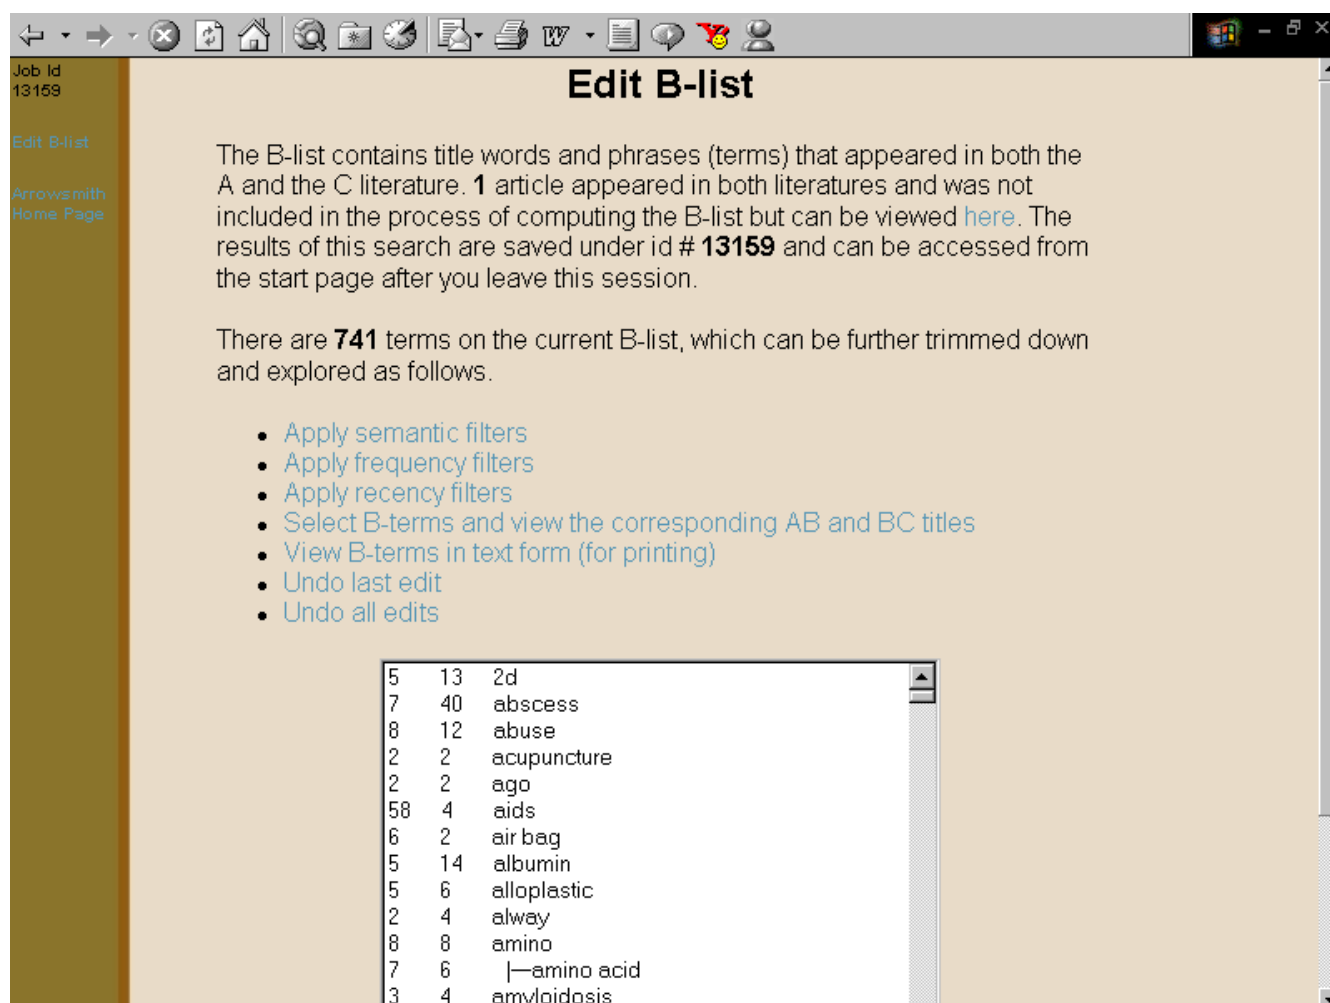 Job Id
13159
Edit B-list
Arrowsmith
Home Page
Edit B-list
The B-list contains title words and phrases (terms) that appeared in both the
A and the C literature. 1 article appeared in both literatures and was not
included in the process of computing the B-list but can be viewed here. The
results of this search are saved under id # 13159 and can be accessed from
the start page after you leave this session.
There are 741 terms on the current B-list, which can be further trimmed down
and explored as follows.
Apply semantic filters
Apply frequency filters
Apply recency filters
Select B-terms and view the corresponding AB and BC titles
View B-terms in text form (for printing)
Undo last edit
Undo all edits
5 13 2d
7 40 abscess
8 12 abuse
2 2 acupuncture
2 2 ago
58 4 aids
6 2 air bag
5 14 albumin
5 6 alloplastic
2 4 alway
8 8 amino
7 6 |—amino acid
3 4 amyloidosis